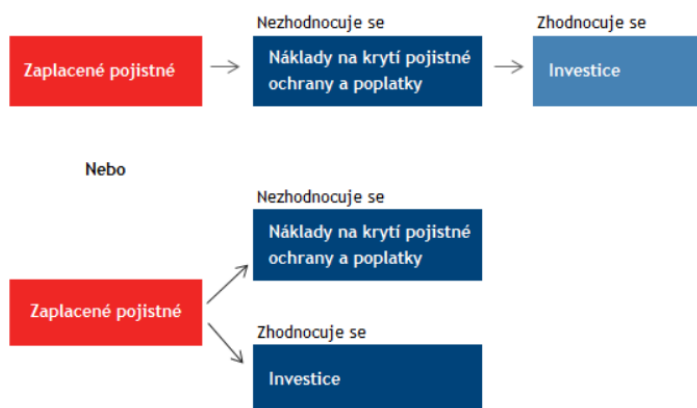 Nezhodnocuje se
Zhodnocuje se
Zaplacené pojistné
Náklady na krytí pojistné
ochrany a poplatky
Investice
Nebo
Nezhodnocuje se
Náklady na krytí pojistné
ochrany a poplatky
Zaplacené pojistné
Zhodnocuje se
Investice